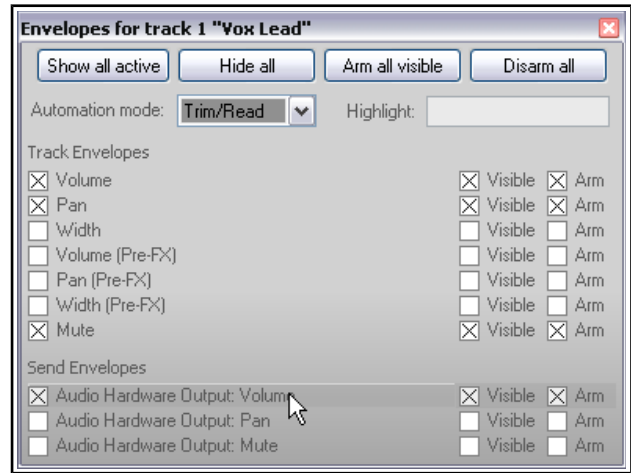 Envelopes for track 1 "Vox Lead"
Show all active Hide all Arm all visible Disarm all
Automation mode: Trim/Read Highlight:
Track Envelopes
Volume Visible Arm
Pan Visible Arm
Width Visible Arm
Volume (Pre-FX) Visible Arm
Pan (Pre-FX) Visible Arm
Width (Pre-FX) Visible Arm
Mute Visible Arm
Send Envelopes
Audio Hardware Output: Volume Visible Arm
Audio Hardware Output: Pan Visible Arm
Audio Hardware Output: Mute Visible Arm